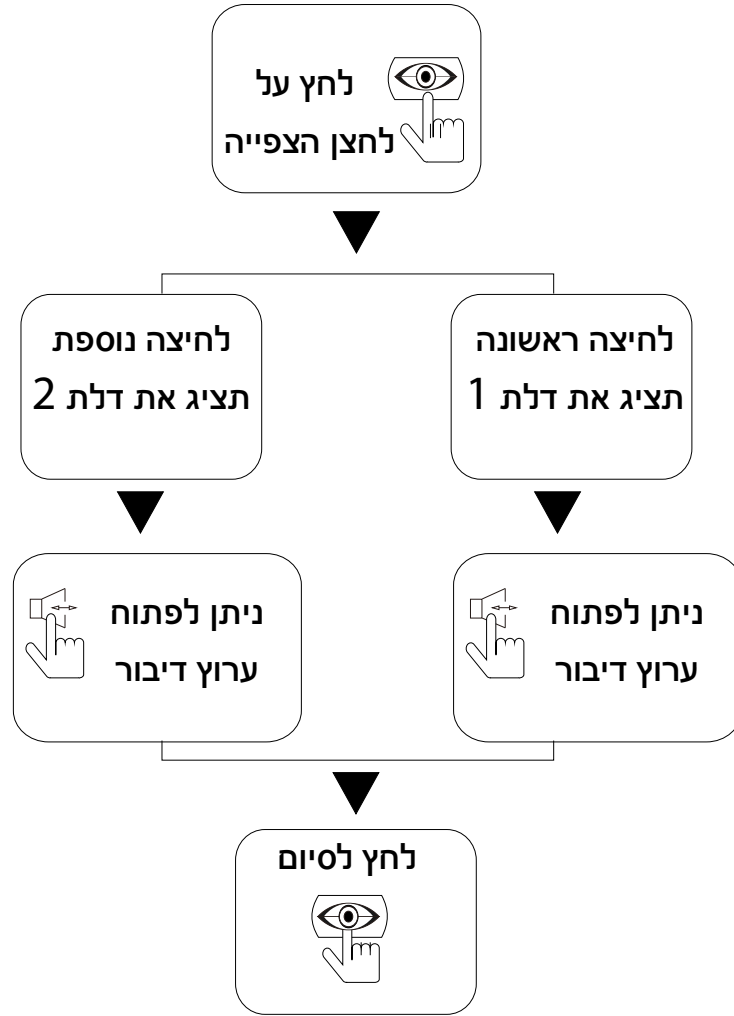 לחץ על
לחצן הצפייה
לחיצה ראשונה
תציג את דלת 1
לחיצה נוספת
תציג את דלת 2
ניתן לפתוח
ערוץ דיבור
ניתן לפתוח
ערוץ דיבור
לחץ לסיום